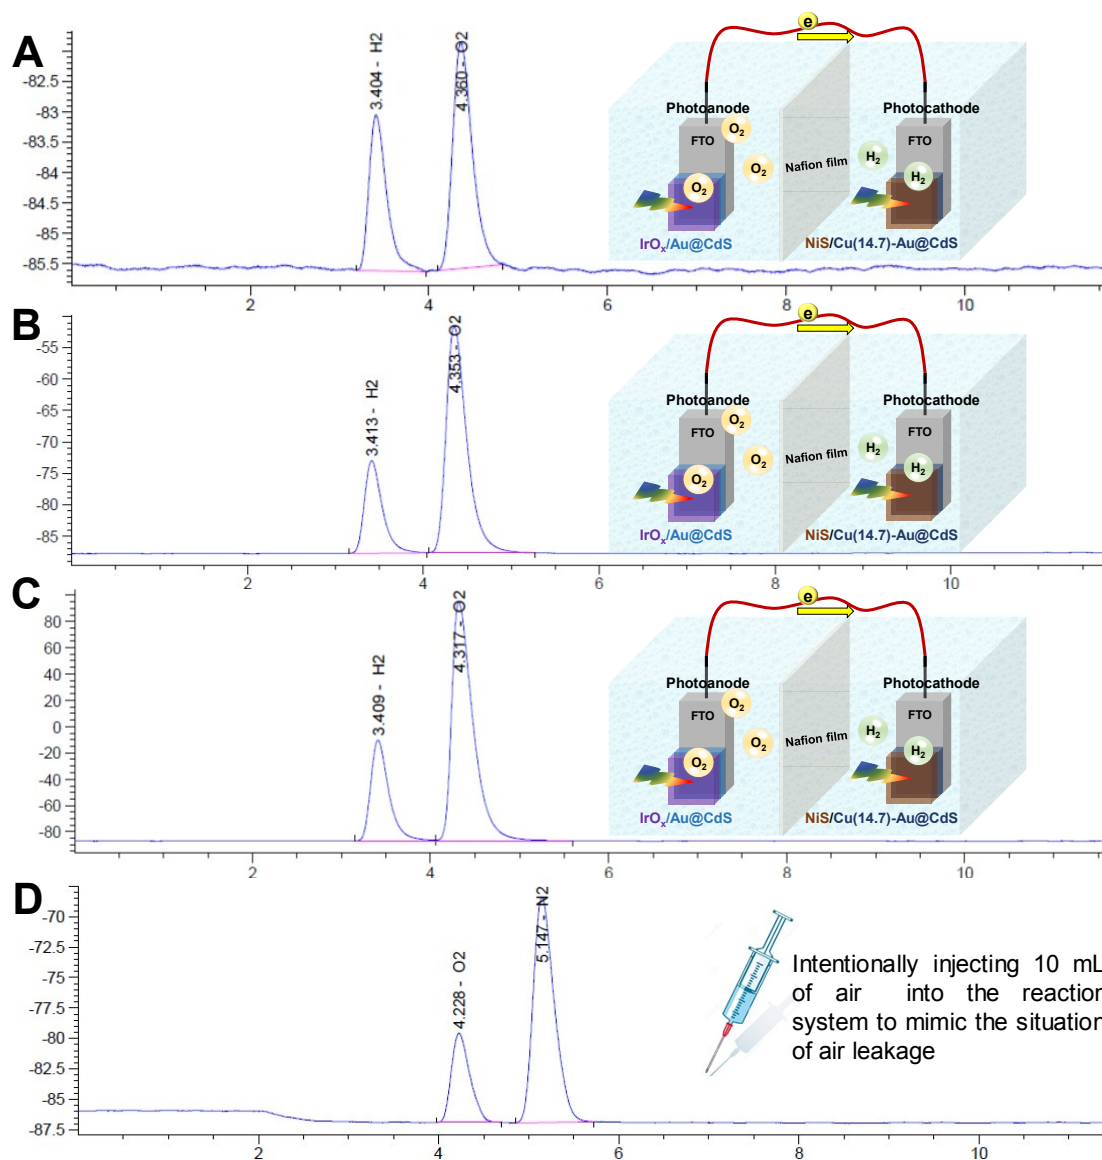 A
-82.5
-83
-83.5
-84
-84.5
-85
-85.5
3.404 - H2
4.360 - O2
2
4
6
8
10
e
Photoanode
Photocathode
FTO
FTO
O2
O2
O2
Nafion film
H2
H2
IrOx/Au@CdS
NiS/Cu(14.7)-Au@CdS
B
-55
-60
-65
-70
-75
-80
-85
3.413 - H2
4.353 - O2
2
4
6
8
10
e
Photoanode
Photocathode
FTO
FTO
O2
O2
O2
Nafion film
H2
H2
IrOx/Au@CdS
NiS/Cu(14.7)-Au@CdS
C
80
60
40
20
0
-20
-40
-60
-80
3.409 - H2
4.317 - O2
2
4
6
8
10
e
Photoanode
Photocathode
FTO
FTO
O2
O2
O2
Nafion film
H2
H2
IrOx/Au@CdS
NiS/Cu(14.7)-Au@CdS
D
-70
-72.5
-75
-77.5
-80
-82.5
-85
-87.5
4.228 - O2
5.147 - N2
2
4
6
8
10
Intentionally injecting 10 mL
of air into the reaction
system to mimic the situation
of air leakage